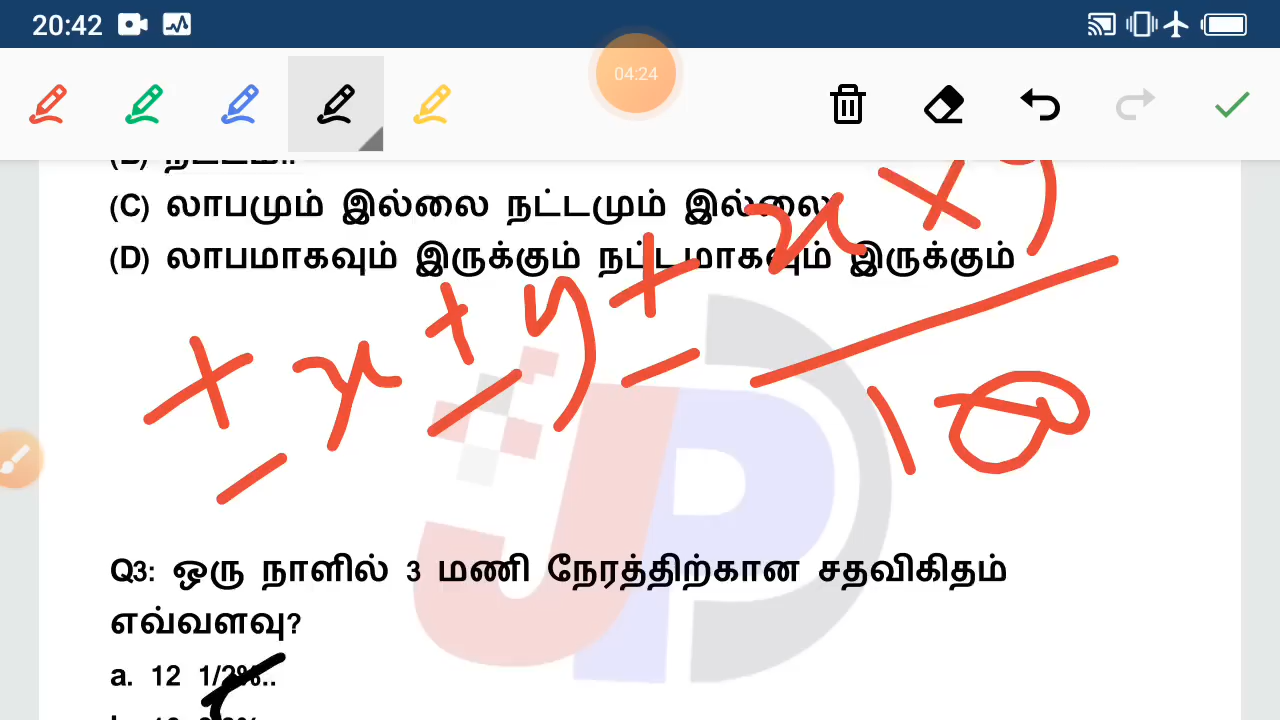 20:42
04:24
(C) லாபமும் இல்லை நட்டமும் இல்லை
(D) லாபமாகவும் இருக்கும் நட்டமாகவும் இருக்கும்
± x ± y ± x × y / 100
JP
Q3: ஒரு நாளில் 3 மணி நேரத்திற்கான சதவிகிதம்
எவ்வளவு?
a. 12 1/2%..